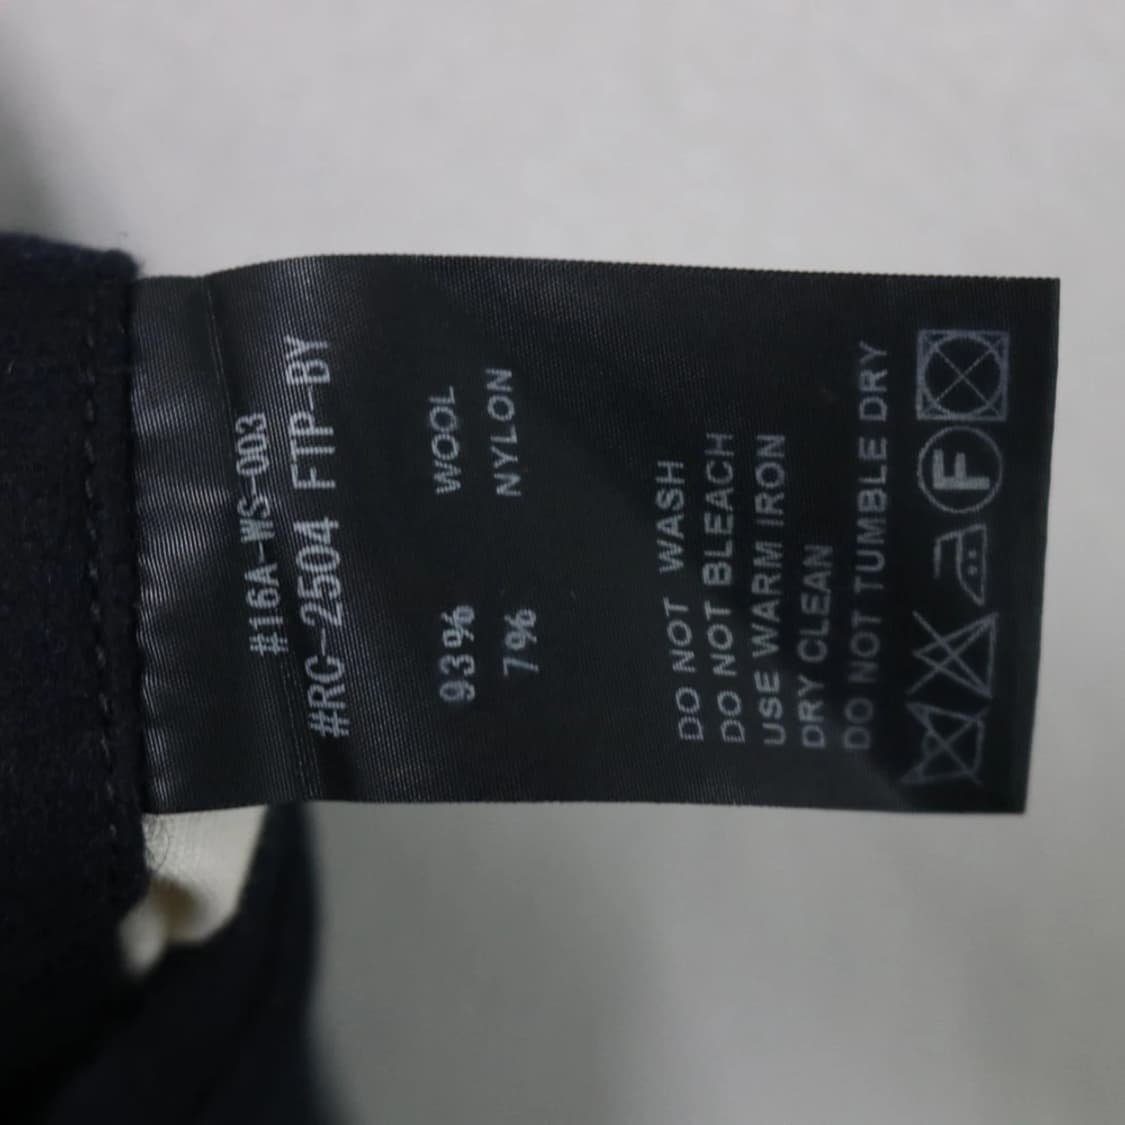 #16A-WS-003
#RC-2504 FTP-BY
93% WOOL
7% NYLON
DO NOT WASH
DO NOT BLEACH
USE WARM IRON
DRY CLEAN
DO NOT TUMBLE DRY
F